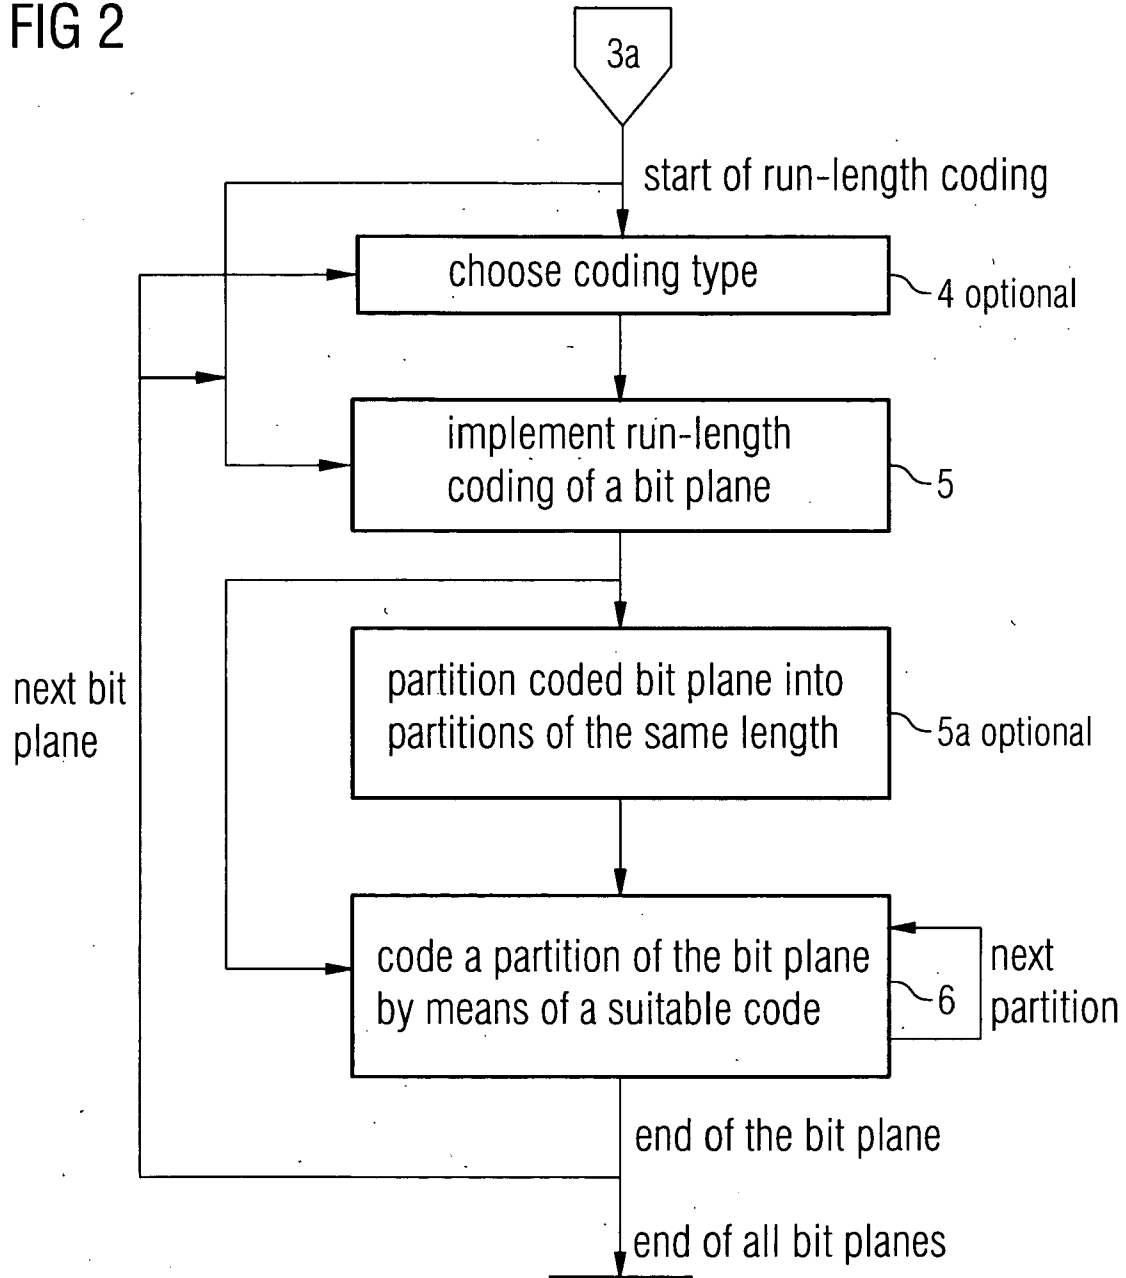 FIG 2
3a
start of run-length coding
choose coding type
4 optional
implement run-length
coding of a bit plane
5
partition coded bit plane into
partitions of the same length
5a optional
next bit
plane
code a partition of the bit plane
by means of a suitable code
6
next
partition
end of the bit plane
end of all bit planes